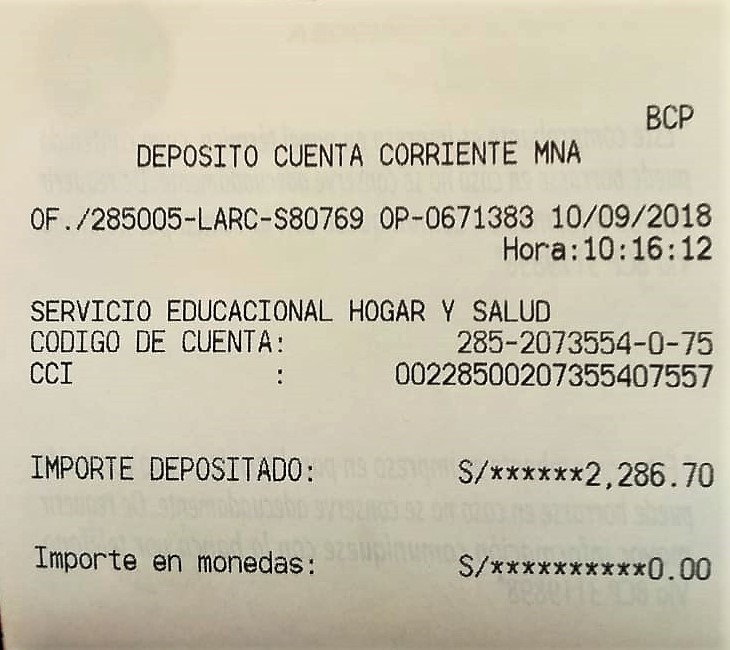 BCP
DEPOSITO CUENTA CORRIENTE MNA
OF./285005-LARC-S80769 OP-0671383 10/09/2018
Hora:10:16:12
SERVICIO EDUCACIONAL HOGAR Y SALUD
CODIGO DE CUENTA: 285-2073554-0-75
CCI : 00228500207355407557
IMPORTE DEPOSITADO: S/******2,286.70
Importe en monedas: S/**********0.00